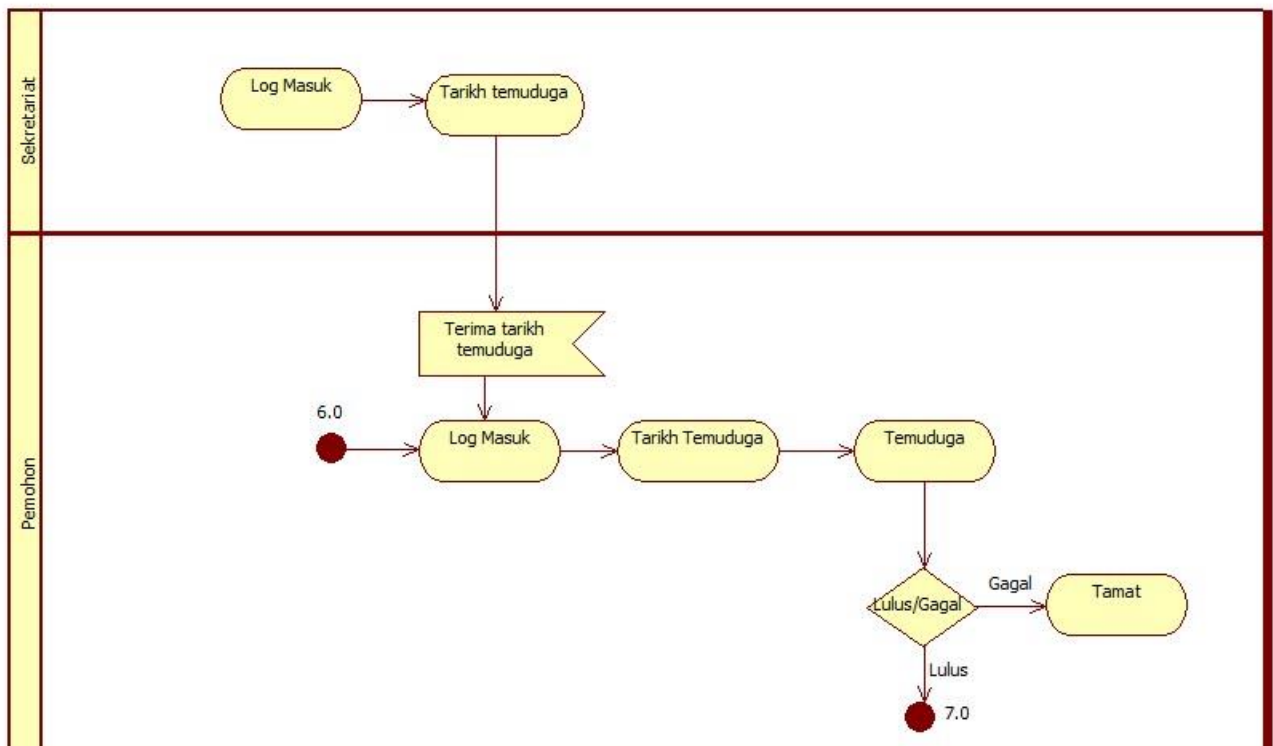 Sekretariat
Log Masuk
Tarikh temuduga
Pemohon
Terima tarikh
temuduga
6.0
Log Masuk
Tarikh Temuduga
Temuduga
Lulus/Gagal
Gagal
Tamat
Lulus
7.0